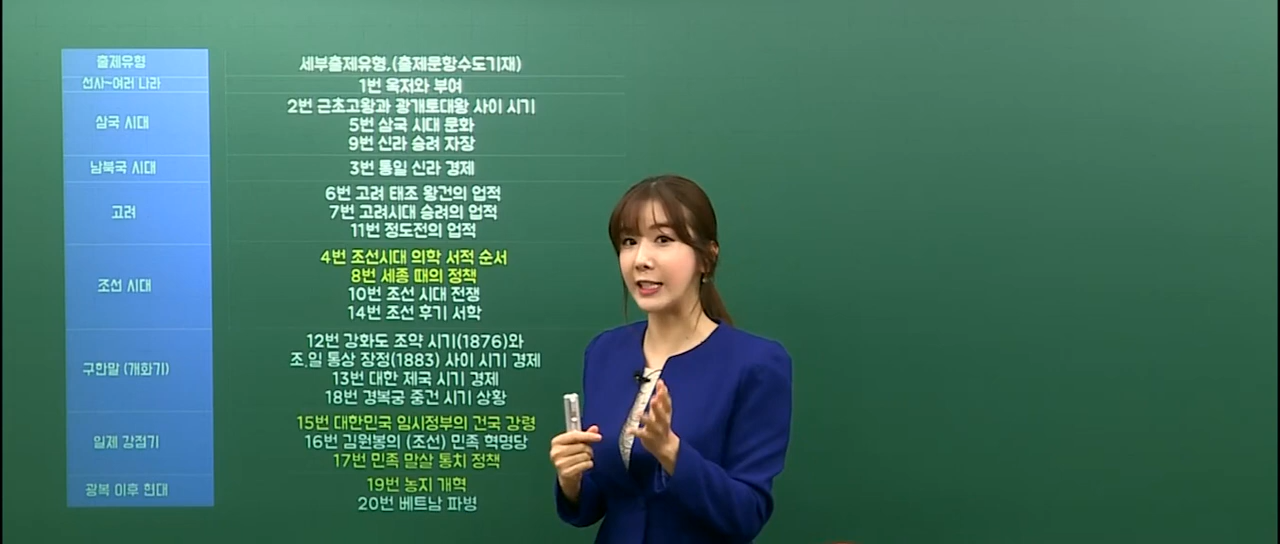 출제유형 세부출제유형.(출제문항수도기재)
선사~여러 나라 1번 옥저와 부여
2번 근초고왕과 광개토대왕 사이 시기
삼국 시대 5번 삼국 시대 문화
9번 신라 승려 자장
남북국 시대 3번 통일 신라 경제
6번 고려 태조 왕건의 업적
고려 7번 고려시대 승려의 업적
11번 정도전의 업적
4번 조선시대 의학 서적 순서
8번 세종 때의 정책
조선 시대 10번 조선 시대 전쟁
14번 조선 후기 서학
12번 강화도 조약 시기(1876)와
조,일 통상 장정(1883) 사이 시기 경제
구한말 (개화기) 13번 대한 제국 시기 경제
18번 경복궁 중건 시기 상황
15번 대한민국 임시정부의 건국 강령
일제 강점기 16번 김원봉의 (조선) 민족 혁명당
17번 민족 말살 통치 정책
광복 이후 현대 19번 농지 개혁
20번 베트남 파병